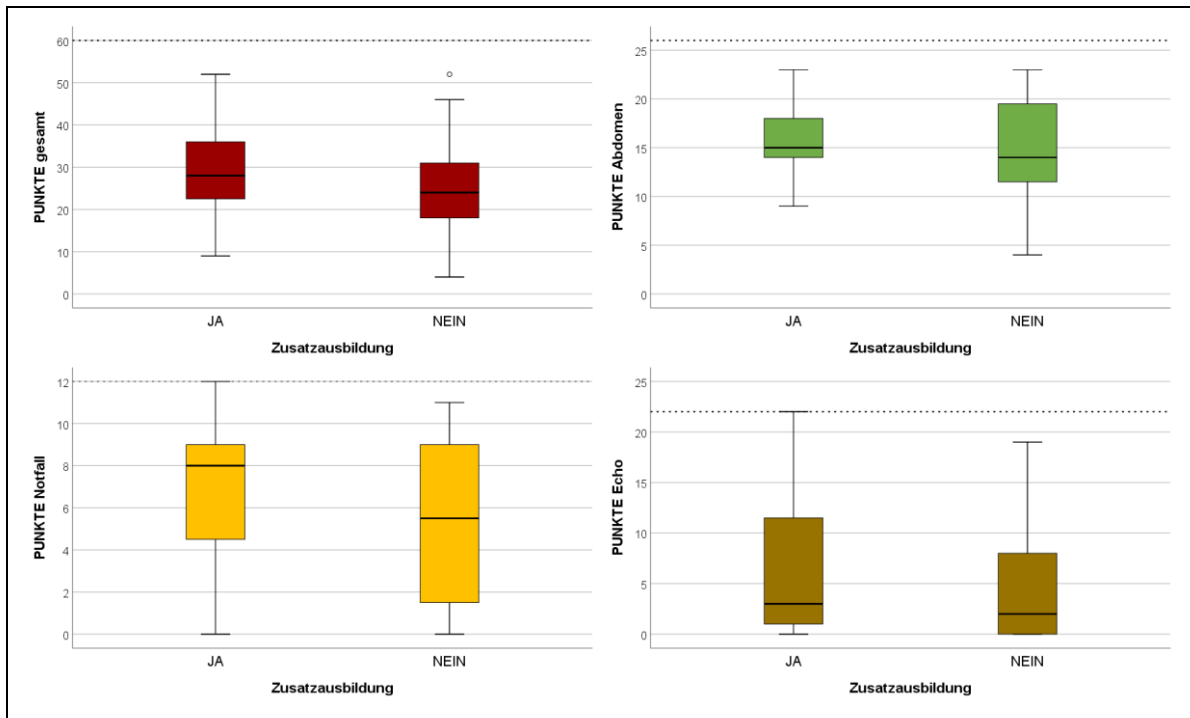 PUNKTE gesamt
60
50
40
30
20
10
0
JA NEIN
Zusatzausbildung
PUNKTE Abdomen
25
20
15
10
5
0
JA NEIN
Zusatzausbildung
PUNKTE Notfall
12
10
8
6
4
2
0
JA NEIN
Zusatzausbildung
PUNKTE Echo
25
20
15
10
5
0
JA NEIN
Zusatzausbildung